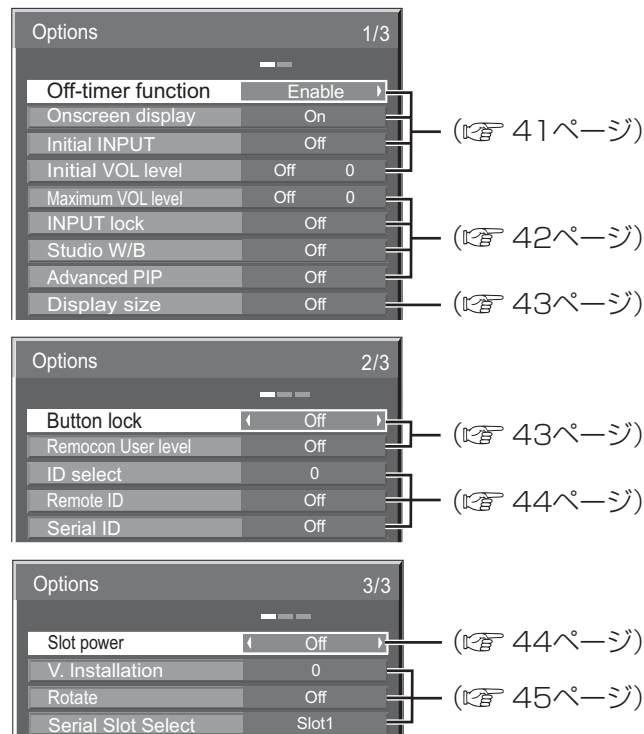 Options 1/3
Off-timer function Enable
Onscreen display On
Initial INPUT Off
Initial VOL level Off 0
(☞ 41ページ)
Maximum VOL level Off 0
INPUT lock Off
Studio W/B Off
Advanced PIP Off
(☞ 42ページ)
Display size Off
(☞ 43ページ)
Options 2/3
Button lock Off
Remocon User level Off
(☞ 43ページ)
ID select 0
Remote ID Off
Serial ID Off
(☞ 44ページ)
Options 3/3
Slot power Off
(☞ 44ページ)
V. Installation 0
Rotate Off
Serial Slot Select Slot1
(☞ 45ページ)